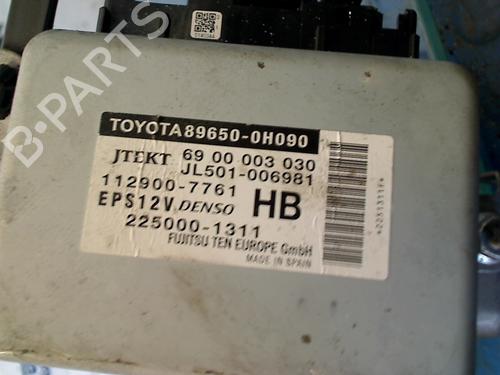 B-PARTS
TOYOTA89650-0H090
JTEKT 69 00 003 030
JL501-006981
112900-7761 HB
EPS12V DENSO
225000-1311
FUJITSU TEN EUROPE GmbH
MADE IN SPAIN